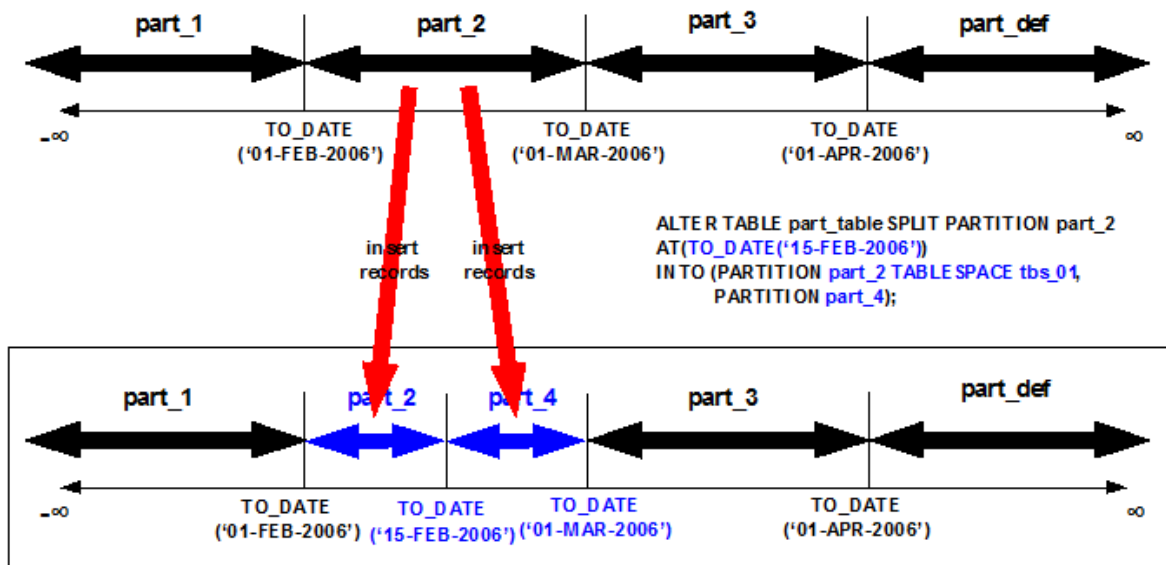 part_1 part_2 part_3 part_def
-∞ TO_DATE TO_DATE TO_DATE ∞
(‘01-FEB-2006’) (‘01-MAR-2006’) (‘01-APR-2006’)
ALTER TABLE part_table SPLIT PARTITION part_2
AT(TO_DATE(‘15-FEB-2006’))
INTO (PARTITION part_2 TABLESPACE tbs_01,
PARTITION part_4);
insert insert
records records
part_1 part_2 part_4 part_3 part_def
-∞ TO_DATE TO_DATE TO_DATE TO_DATE ∞
(‘01-FEB-2006’) (‘15-FEB-2006’) (‘01-MAR-2006’) (‘01-APR-2006’)